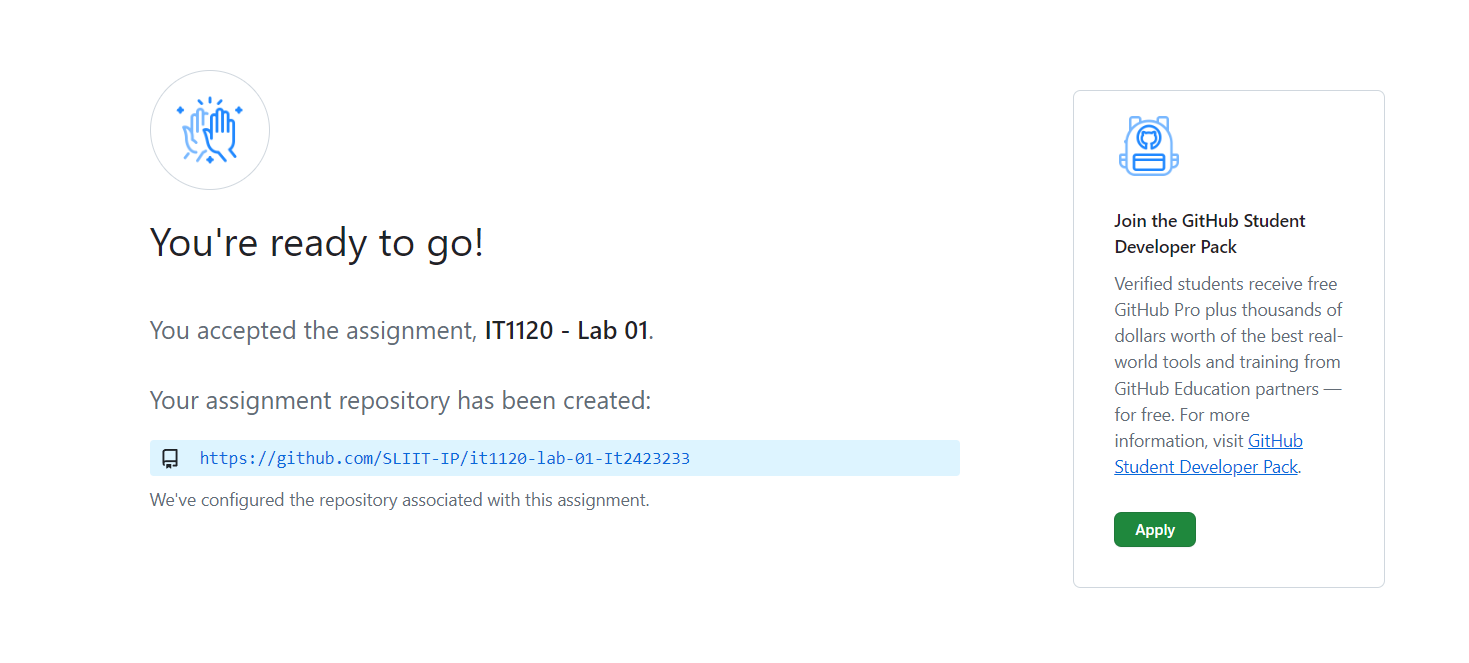 You're ready to go!
You accepted the assignment, IT1120 - Lab 01.
Your assignment repository has been created:
https://github.com/SLIIT-IP/it1120-lab-01-It2423233
We've configured the repository associated with this assignment.
Join the GitHub Student
Developer Pack
Verified students receive free
GitHub Pro plus thousands of
dollars worth of the best real-
world tools and training from
GitHub Education partners —
for free. For more
information, visit GitHub
Student Developer Pack.
Apply